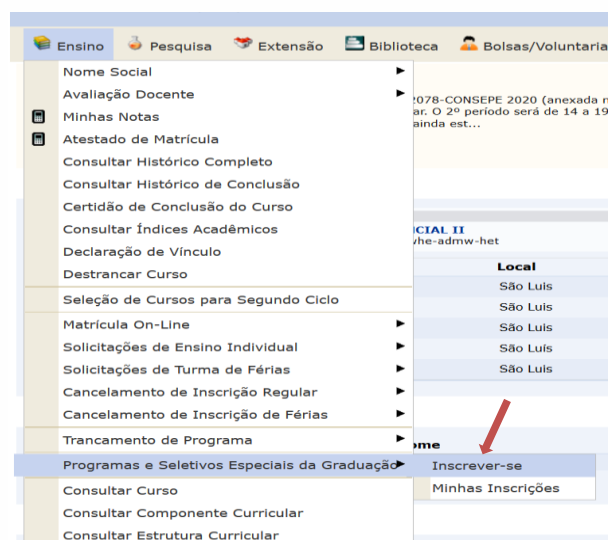 Ensino Pesquisa Extensão Biblioteca Bolsas/Voluntaria
Nome Social
Avaliação Docente
2078-CONSEPE 2020 (anexada n
ar. O 2º período será de 14 a 19
Minhas Notas
ainda est...
Atestado de Matrícula
Consultar Histórico Completo
Consultar Histórico de Conclusão
Certidão de Conclusão do Curso
Consultar Índices Acadêmicos
CIAL II
vhe-admw-het
Declaração de Vínculo
Local
Destrancar Curso
São Luis
Seleção de Cursos para Segundo Ciclo
São Luis
Matrícula On-Line
São Luis
Solicitações de Ensino Individual
São Luís
Solicitações de Turma de Férias
São Luis
Cancelamento de Inscrição Regular
Cancelamento de Inscrição de Férias
Trancamento de Programa
ome
Programas e Seletivos Especiais da Graduação
Inscrever-se
Minhas Inscrições
Consultar Curso
Consultar Componente Curricular
Consultar Estrutura Curricular